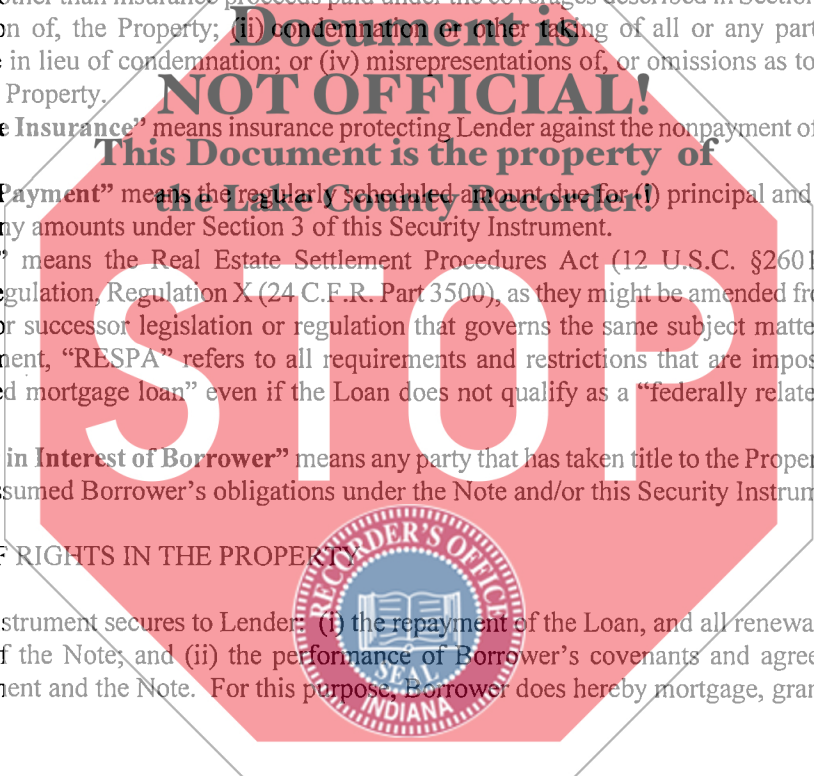 other than insurance proceeds paid under the coverages described in Section
n of, the Property; (ii) condemnation or other taking of all or any part
e in lieu of condemnation; or (iv) misrepresentations of, or omissions as to
Property.
e Insurance” means insurance protecting Lender against the nonpayment of
Payment” means the regularly scheduled amount due for (i) principal and
ny amounts under Section 3 of this Security Instrument.
” means the Real Estate Settlement Procedures Act (12 U.S.C. §2601
egulation, Regulation X (24 C.F.R. Part 3500), as they might be amended fro
or successor legislation or regulation that governs the same subject matte
ment, “RESPA” refers to all requirements and restrictions that are impos
d mortgage loan” even if the Loan does not qualify as a “federally relate
in Interest of Borrower” means any party that has taken title to the Proper
ssumed Borrower’s obligations under the Note and/or this Security Instrum
F RIGHTS IN THE PROPERTY
strument secures to Lender: (i) the repayment of the Loan, and all renewa
f the Note; and (ii) the performance of Borrower’s covenants and agree
ment and the Note. For this purpose, Borrower does hereby mortgage, gran
Document is
NOT OFFICIAL!
This Document is the property of
the Lake County Recorder!
STOP
RECORDER'S OFFICE
SEAL
INDIANA